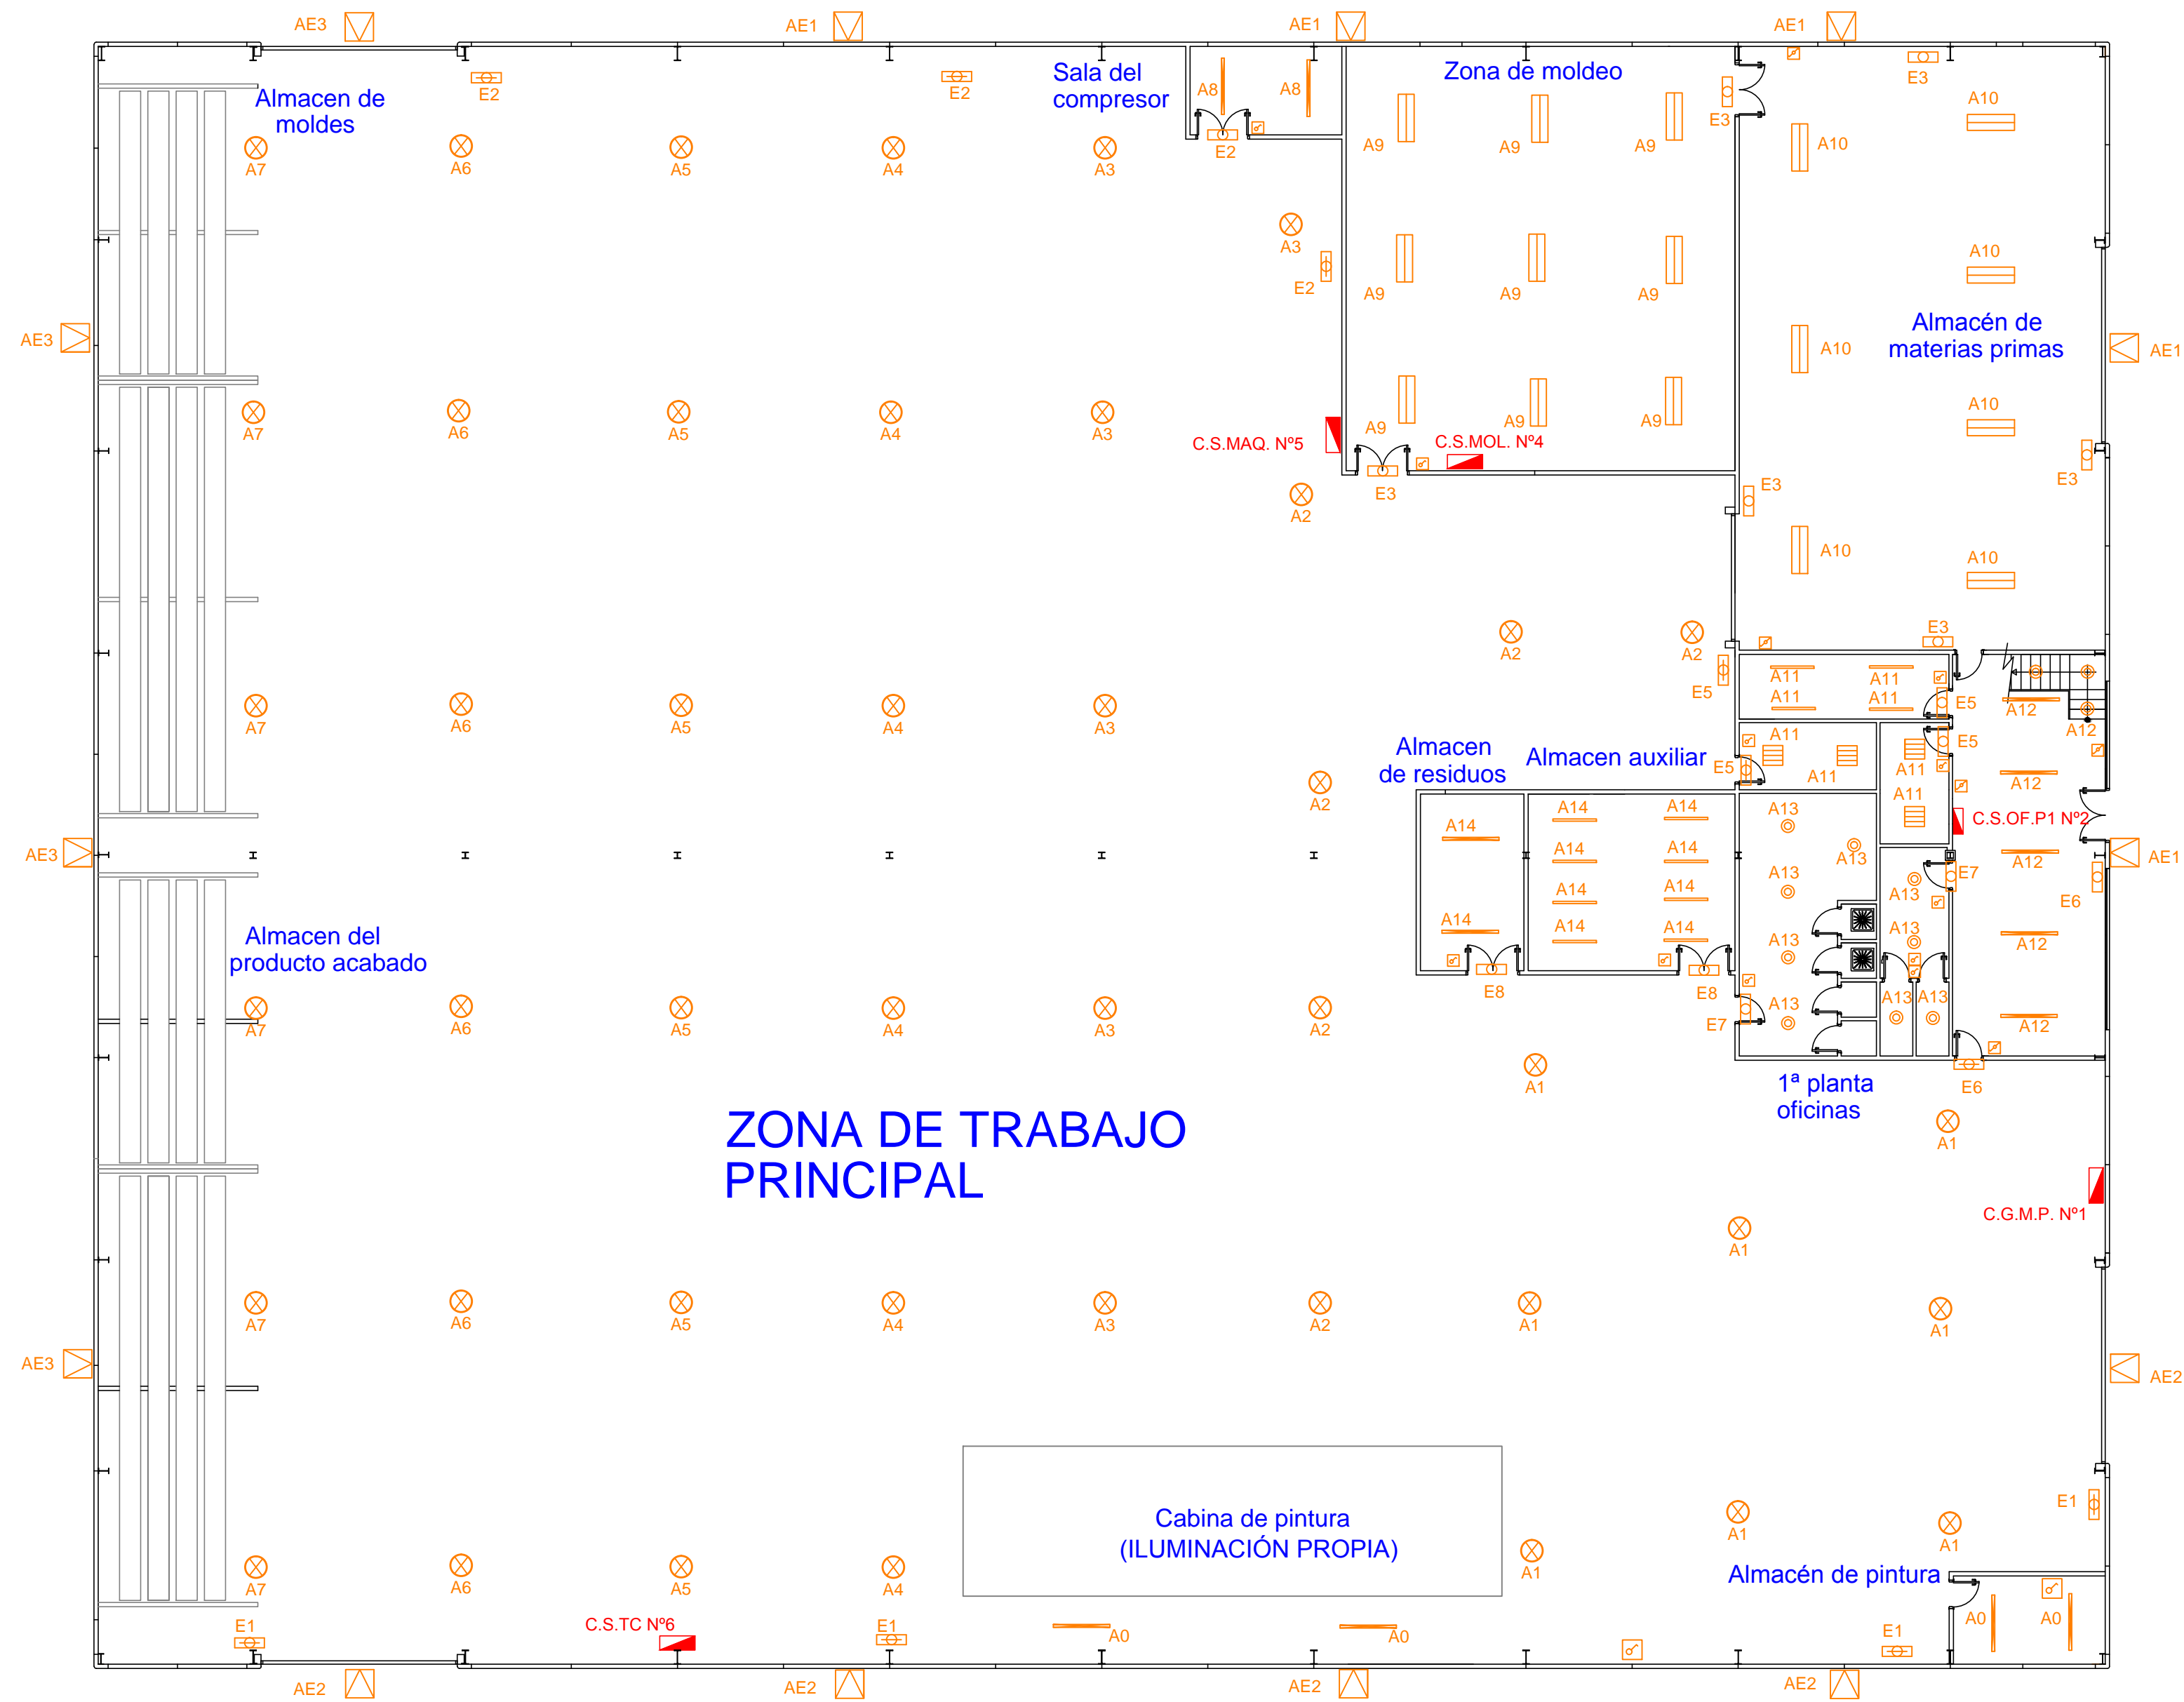 AE3
AE1
AE1
AE1
E2
E2
E3
Sala del
compresor
Zona de moldeo
A8
A8
Almacen de
moldes
E3
A10
A10
E2
A9
A9
A9
A7
A6
A5
A4
A3
A3
E2
A9
A9
A9
A10
AE3
Almacén de
materias primas
A10
AE1
A7
A6
A5
A4
A3
A9
A9
A9
A10
C.S.MAQ. Nº5
C.S.MOL. Nº4
E3
E3
E3
A2
A10
A10
E3
A2
A2
E5
A11
A11
A11
A11
E5
A12
A12
A7
A6
A5
A4
A3
A11
E5
Almacen
de residuos
Almacen auxiliar
E5
A11
A11
A12
A2
A11
A14
A14
A14
A13
C.S.OF.P1 Nº2
AE3
A14
A14
A13
A12
AE1
A13
E7
A14
A14
A13
E6
A14
A14
A14
A13
A13
A12
Almacen del
producto acabado
E8
E8
A13
A13
A13
A7
A6
A5
A4
A3
A2
E7
A12
A1
1ª planta
oficinas
E6
ZONA DE TRABAJO
PRINCIPAL
A1
C.G.M.P. Nº1
A1
A7
A6
A5
A4
A3
A2
A1
A1
AE3
AE2
Cabina de pintura
(ILUMINACIÓN PROPIA)
E1
A1
A1
A1
Almacén de pintura
A7
A6
A5
A4
E1
C.S.TC Nº6
E1
A0
A0
E1
A0
A0
AE2
AE2
AE2
AE2